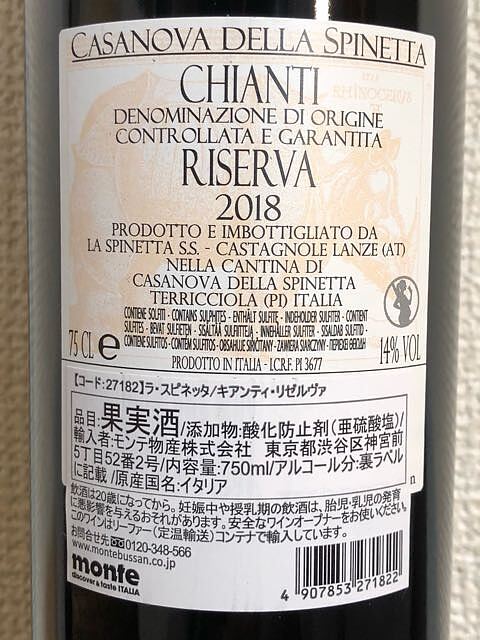 CASANOVA DELLA SPINETTA
RHINOCERVS
CHIANTI
DENOMINAZIONE DI ORIGINE
CONTROLLATA E GARANTITA
RISERVA
2018
PRODOTTO E IMBOTTIGLIATO DA
LA SPINETTA S.S. - CASTAGNOLE LANZE (AT)
NELLA CANTINA DI
CASANOVA DELLA SPINETTA
TERRICCIOLA (PI) ITALIA
CONTIENE SOLFITI - CONTAINS SULPHITES - ENTHÄLT SULFITE - INDEHOLDER SULFITER - CONTIENT
SULFITES - BEVAT SULFIETEN - SISÄLTÄÄ SULFIITTEJA - INNEHÅLLER SULFITER - SISALDAB SULFITID -
CONTIENE SULFITOS - CONTÉM SULFITOS - OBSAHUJE SIŘIČITANY - ZAWIERA SIARCZYNY - ΠΕΡΙΕΧΕΙ ΘΕΙΩΔΗ
75 CL e 14% VOL
PRODOTTO IN ITALIA - I.C.R.F. PI 3677
【コード:27182】ラ・スピネッタ/キアンティ・リゼルヴァ
品目:果実酒/添加物:酸化防止剤(亜硫酸塩)/
輸入者:モンテ物産株式会社 東京都渋谷区神宮前
5丁目52番2号/内容量:750ml/アルコール分:裏ラベル
に記載 /原産国名:イタリア
n
飲酒は20歳になってから。妊娠中や授乳期の飲酒は、胎児・乳児の発育
に悪影響を与えるおそれがあります。安全なワインオープナーをお使いください。
このワインはリーファー(定温輸送)コンテナで輸入しています。
お問合せ先 0120-348-566
www.montebussan.co.jp
monte
discover & taste ITALIA
4 907853 271822